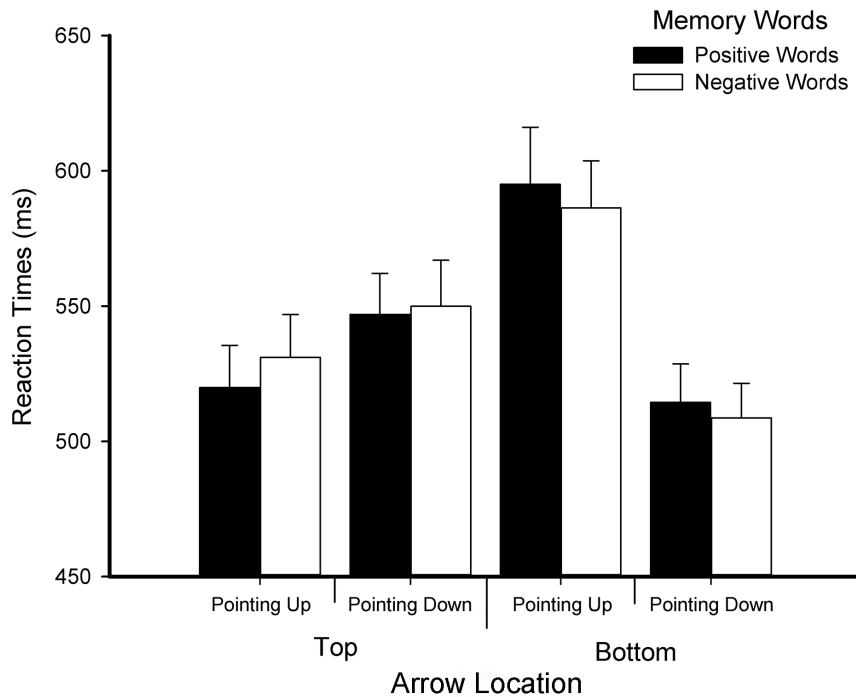 Memory Words
Positive Words
Negative Words
Reaction Times (ms)
650
600
550
500
450
Pointing Up
Pointing Down
Pointing Up
Pointing Down
Top
Bottom
Arrow Location